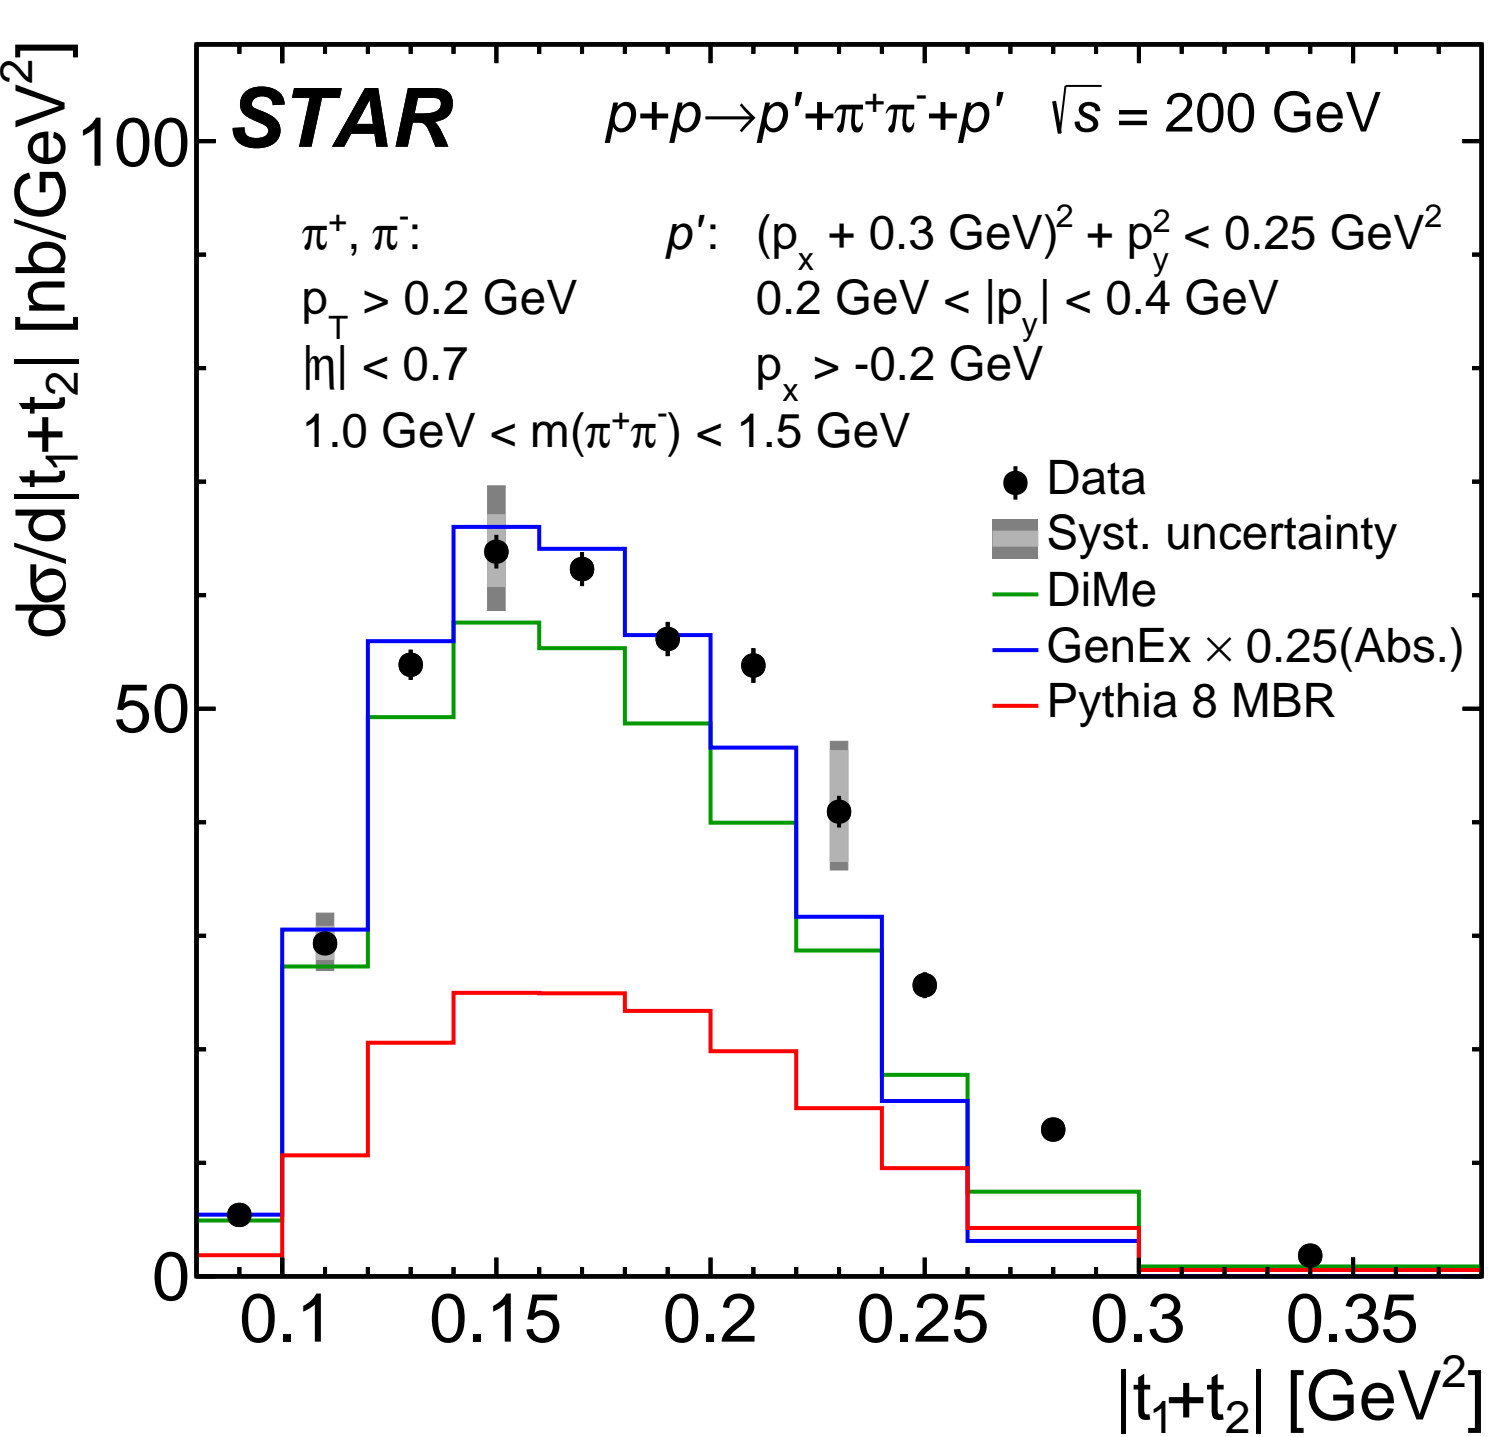 dσ/d|t₁+t₂| [nb/GeV²]
STAR p+p→p′+π⁺π⁻+p′ √s = 200 GeV
π⁺, π⁻: p′: (pₓ + 0.3 GeV)² + p_y² < 0.25 GeV²
p_T > 0.2 GeV 0.2 GeV < |p_y| < 0.4 GeV
|η| < 0.7 pₓ > -0.2 GeV
1.0 GeV < m(π⁺π⁻) < 1.5 GeV
Data
Syst. uncertainty
DiMe
GenEx × 0.25(Abs.)
Pythia 8 MBR
100
50
0
0.1 0.15 0.2 0.25 0.3 0.35
|t₁+t₂| [GeV²]